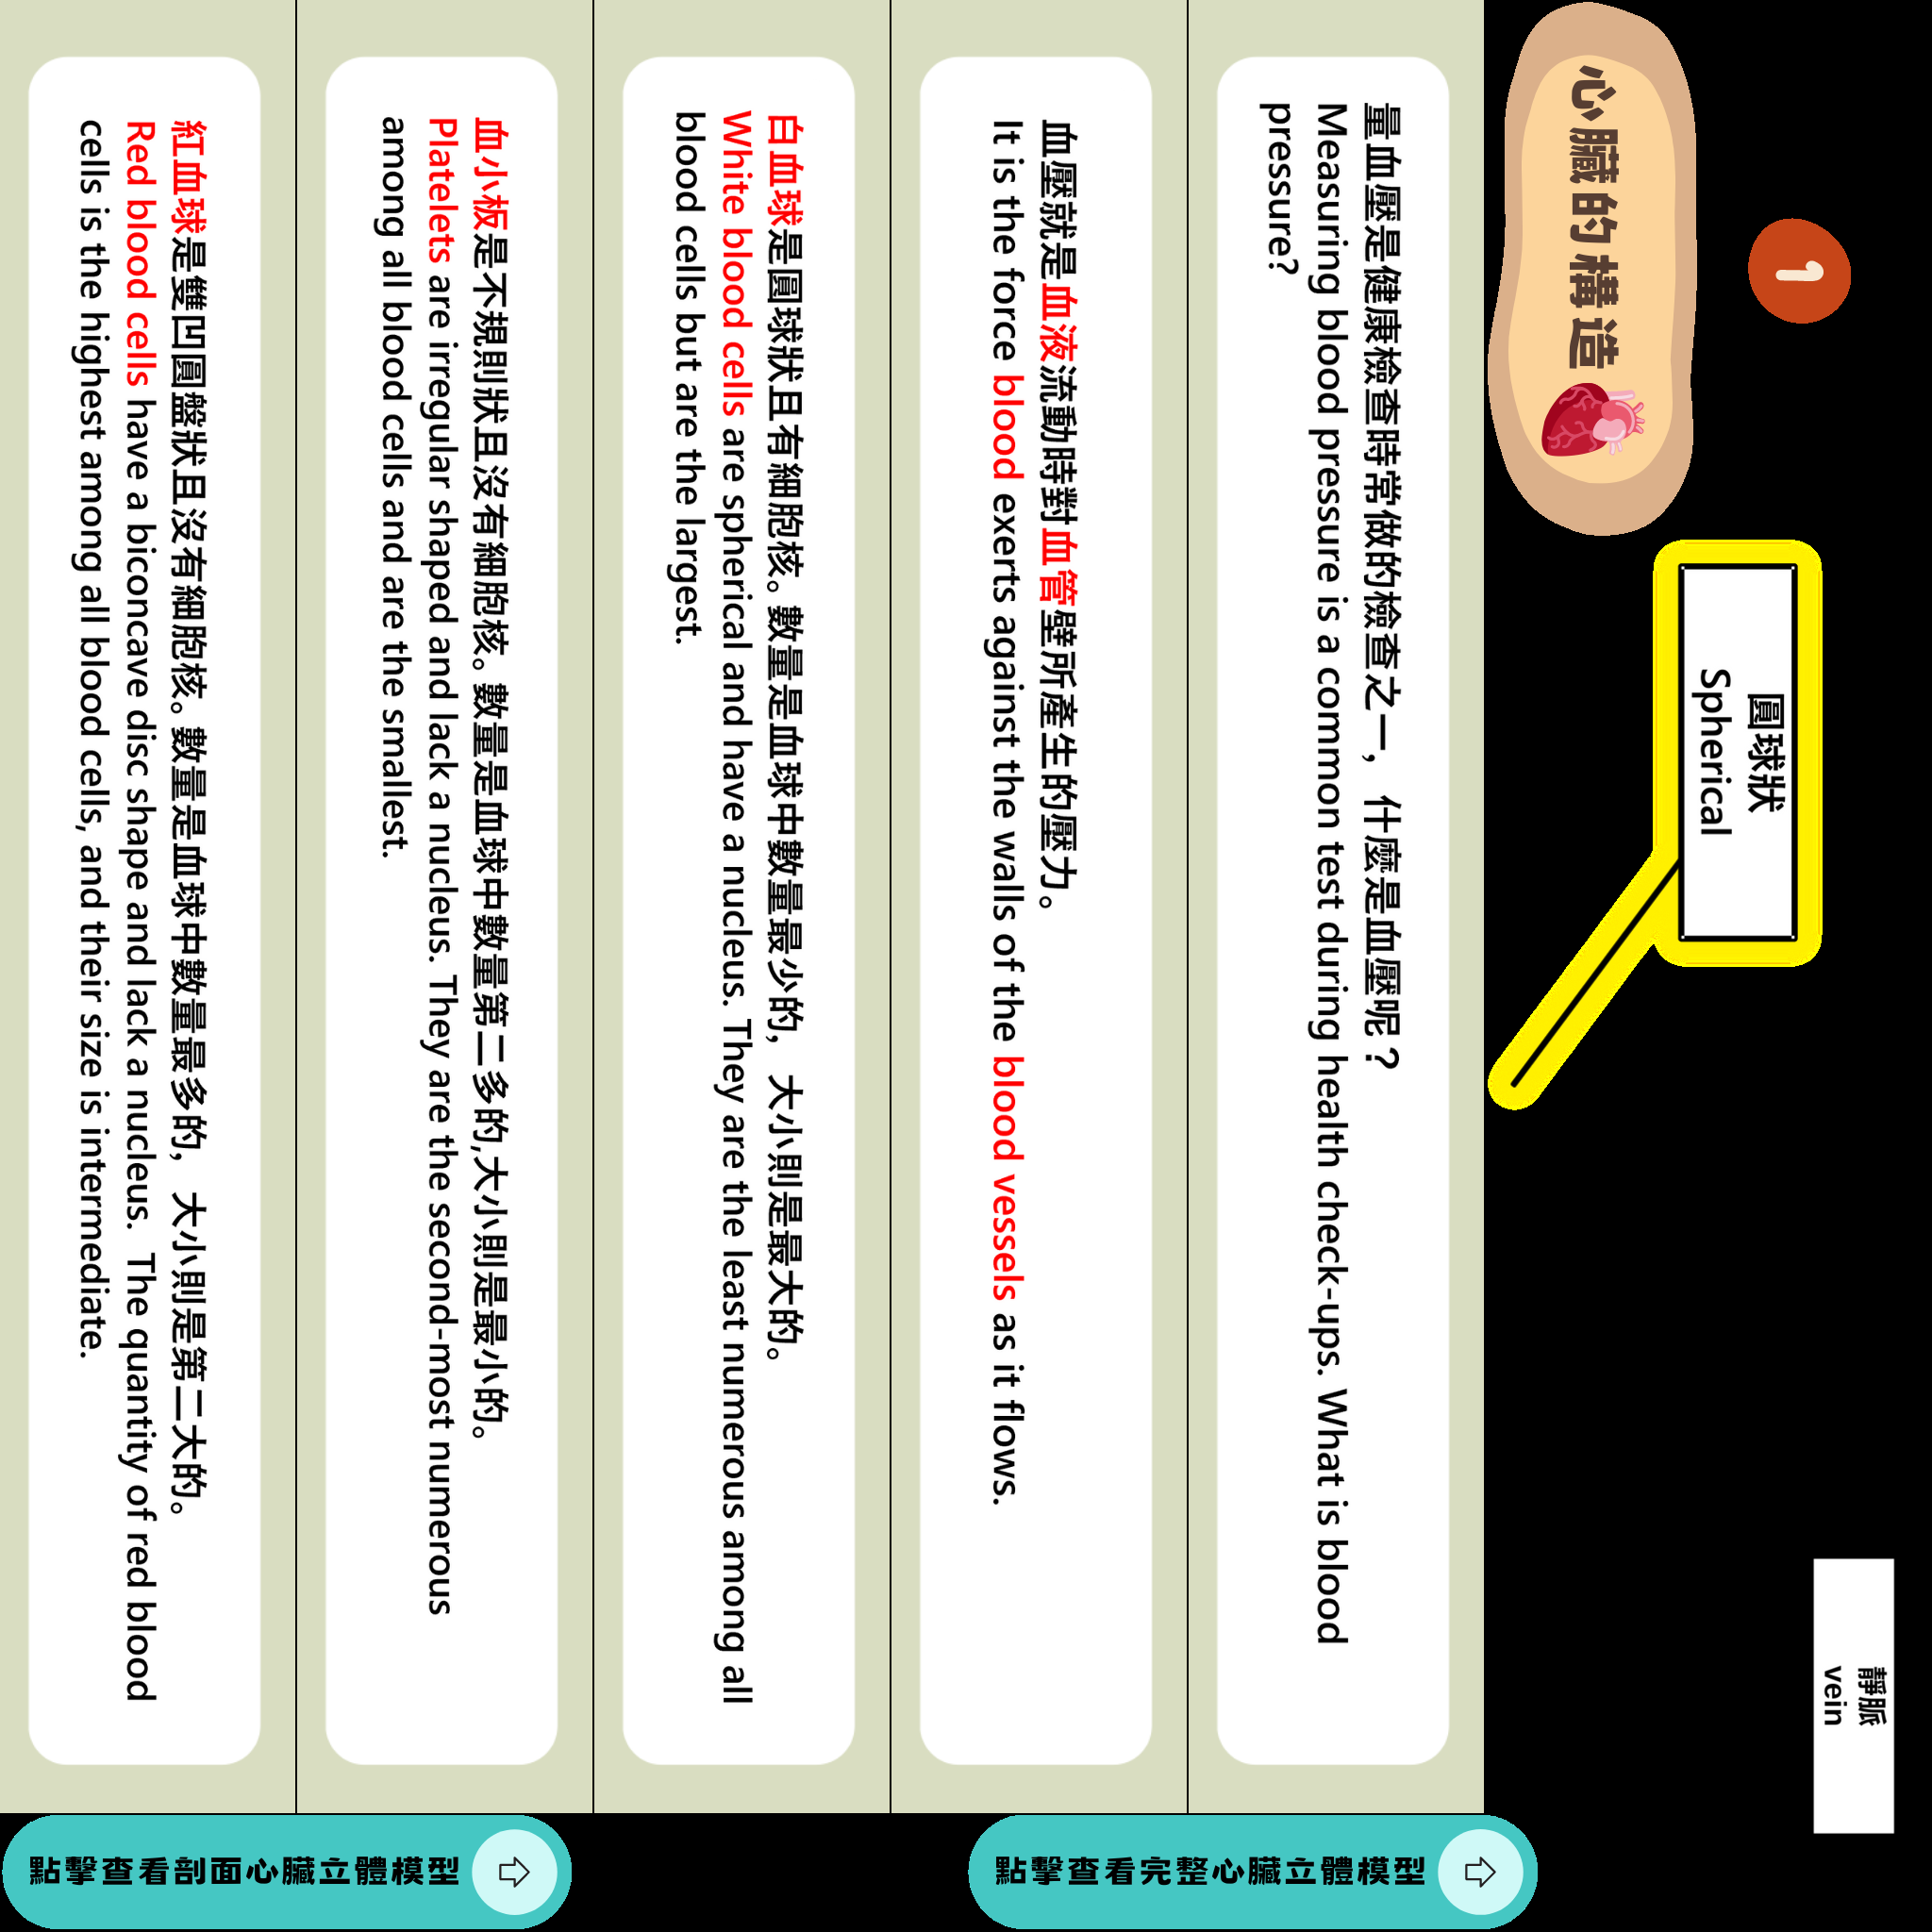 紅血球是雙凹圓盤狀且沒有細胞核。數量是血球中數量最多的，大小則是第二大的。
Red blood cells have a biconcave disc shape and lack a nucleus. The quantity of red blood
cells is the highest among all blood cells, and their size is intermediate.
血小板是不規則狀且沒有細胞核。數量是血球中數量第二多的,大小則是最小的。
Platelets are irregular shaped and lack a nucleus. They are the second-most numerous
among all blood cells and are the smallest.
白血球是圓球狀且有細胞核。數量是血球中數量最少的，大小則是最大的。
White blood cells are spherical and have a nucleus. They are the least numerous among all
blood cells but are the largest.
血壓就是血液流動時對血管壁所產生的壓力。
It is the force blood exerts against the walls of the blood vessels as it flows.
量血壓是健康檢查時常做的檢查之一，什麼是血壓呢？
Measuring blood pressure is a common test during health check-ups. What is blood
pressure?
心臟的構造
1
圓球狀
Spherical
靜脈
vein
點擊查看剖面心臟立體模型
點擊查看完整心臟立體模型